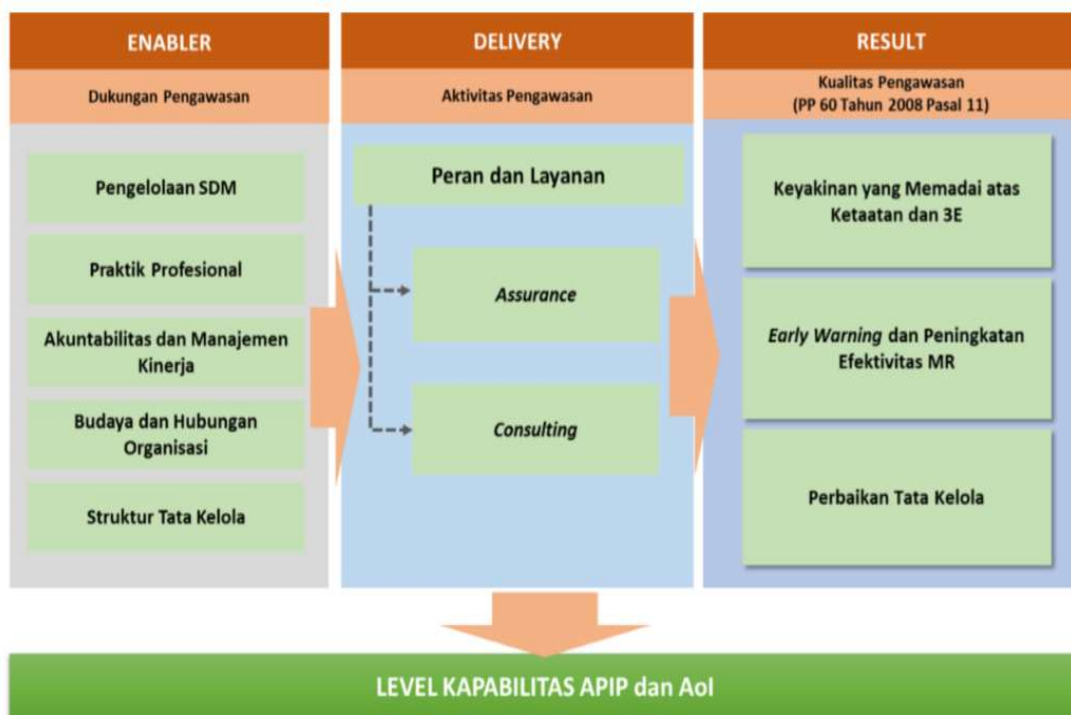 ENABLER
Dukungan Pengawasan
Pengelolaan SDM
Praktik Profesional
Akuntabilitas dan Manajemen
Kinerja
Budaya dan Hubungan
Organisasi
Struktur Tata Kelola
DELIVERY
Aktivitas Pengawasan
Peran dan Layanan
Assurance
Consulting
RESULT
Kualitas Pengawasan
(PP 60 Tahun 2008 Pasal 11)
Keyakinan yang Memadai atas
Ketaatan dan 3E
Early Warning dan Peningkatan
Efektivitas MR
Perbaikan Tata Kelola
LEVEL KAPABILITAS APIP dan AoI